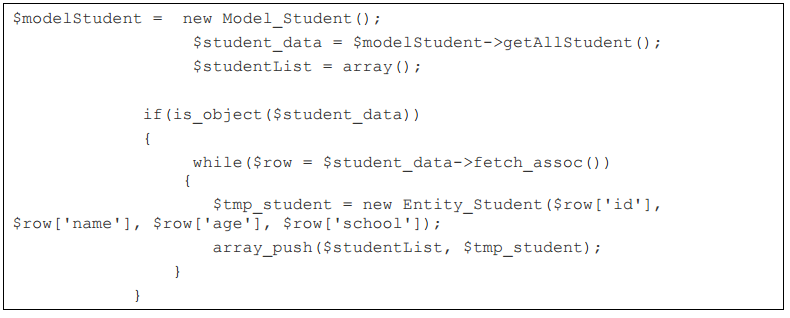 $modelStudent =  new Model_Student();
$student_data = $modelStudent->getAllStudent();
$studentList = array();
if(is_object($student_data))
{
while($row = $student_data->fetch_assoc())
{
$tmp_student = new Entity_Student($row['id'],
$row['name'], $row['age'], $row['school']);
array_push($studentList, $tmp_student);
}
}